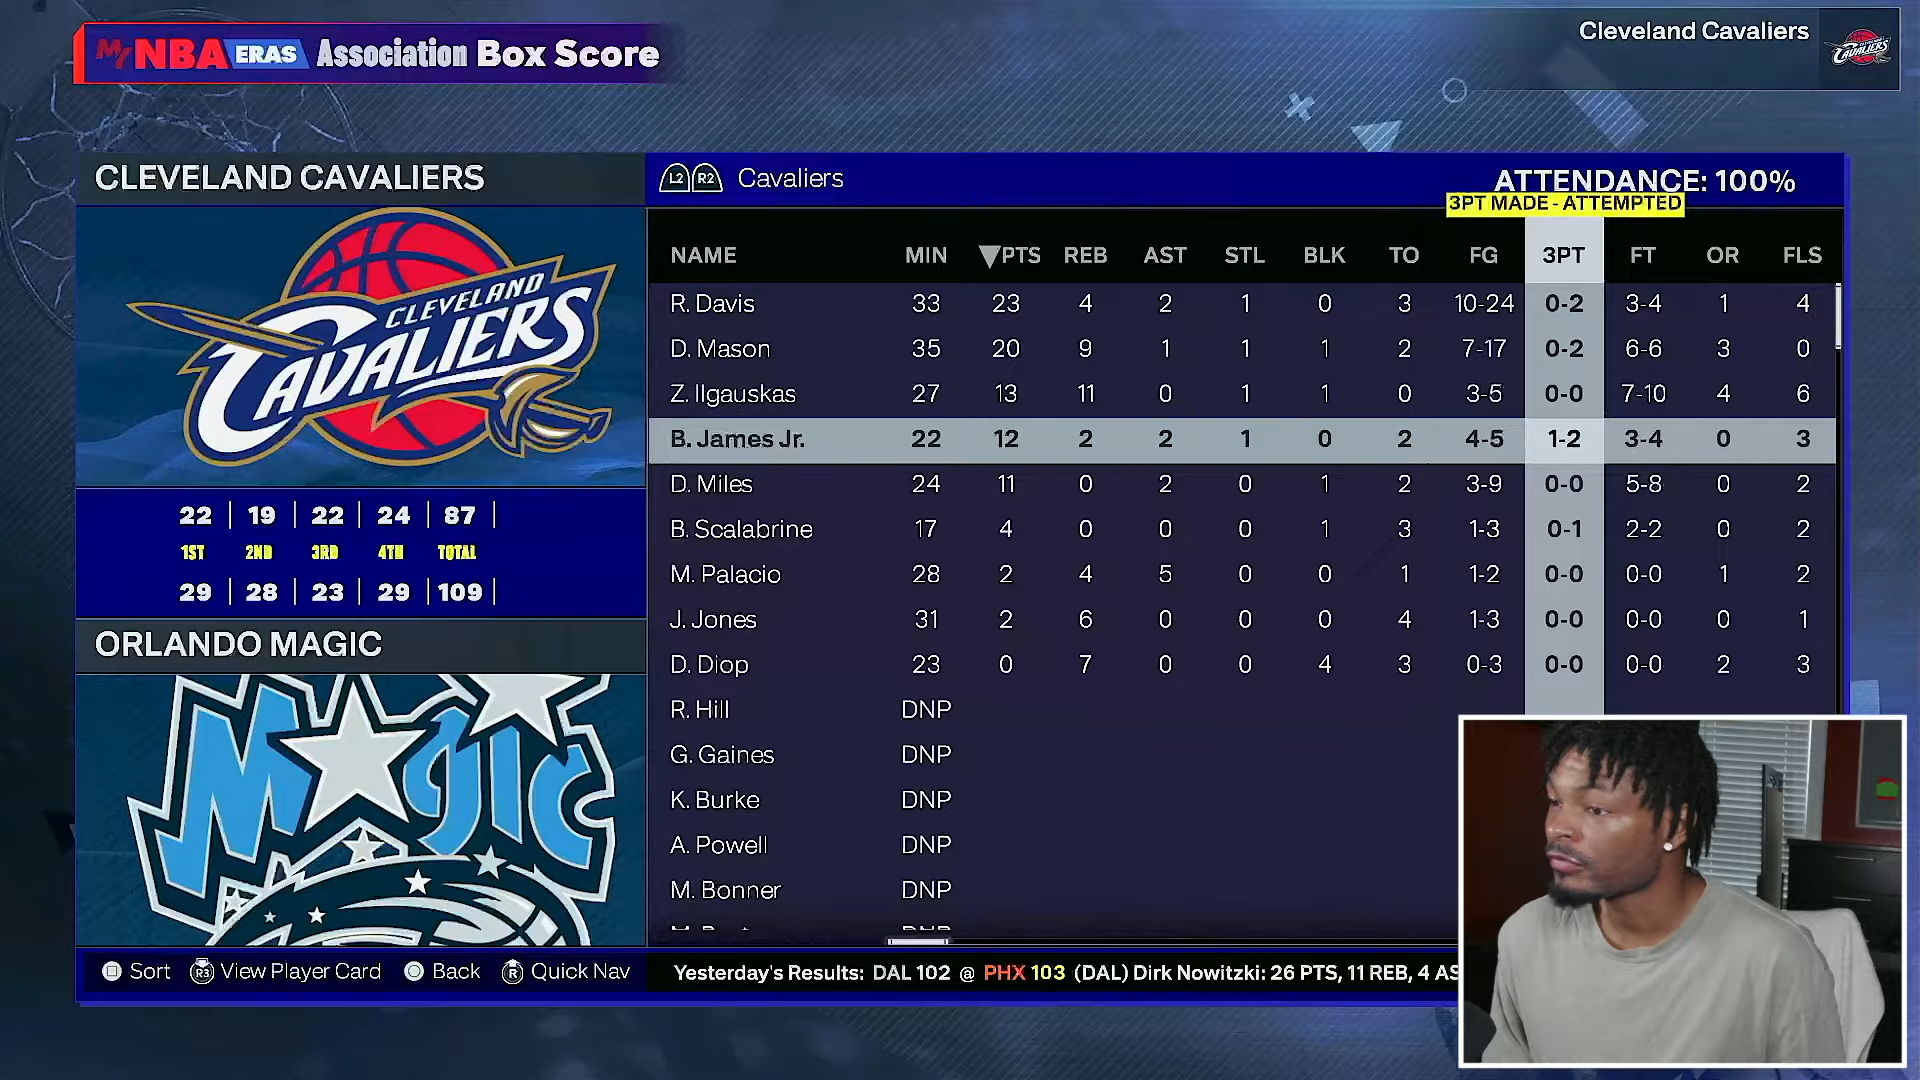 MyNBA ERAS Association Box Score
Cleveland Cavaliers
CAVALIERS
CLEVELAND CAVALIERS
CLEVELAND
CAVALIERS
22 | 19 | 22 | 24 | 87 |
1ST 2ND 3RD 4TH TOTAL
29 | 28 | 23 | 29 | 109 |
ORLANDO MAGIC
Magic
L2 R2 Cavaliers
ATTENDANCE: 100%
3PT MADE - ATTEMPTED
NAME MIN ▼PTS REB AST STL BLK TO FG 3PT FT OR FLS
R. Davis 33 23 4 2 1 0 3 10-24 0-2 3-4 1 4
D. Mason 35 20 9 1 1 1 2 7-17 0-2 6-6 3 0
Z. Ilgauskas 27 13 11 0 1 1 0 3-5 0-0 7-10 4 6
B. James Jr. 22 12 2 2 1 0 2 4-5 1-2 3-4 0 3
D. Miles 24 11 0 2 0 1 2 3-9 0-0 5-8 0 2
B. Scalabrine 17 4 0 0 0 1 3 1-3 0-1 2-2 0 2
M. Palacio 28 2 4 5 0 0 1 1-2 0-0 0-0 1 2
J. Jones 31 2 6 0 0 0 4 1-3 0-0 0-0 0 1
D. Diop 23 0 7 0 0 4 3 0-3 0-0 0-0 2 3
R. Hill DNP
G. Gaines DNP
K. Burke DNP
A. Powell DNP
M. Bonner DNP
Sort R3 View Player Card Back R Quick Nav
Yesterday's Results: DAL 102 @ PHX 103 (DAL) Dirk Nowitzki: 26 PTS, 11 REB, 4 AS